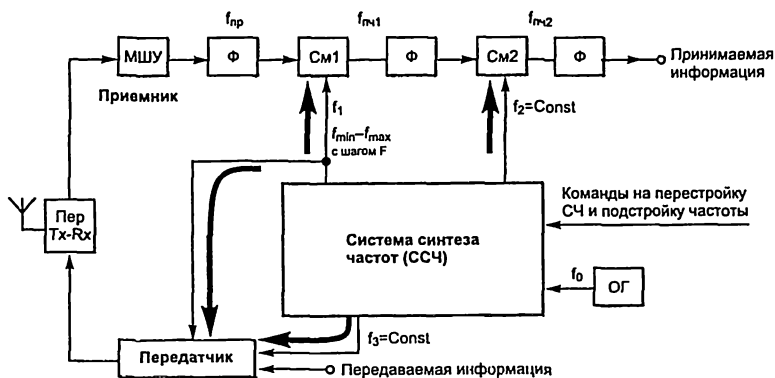 fпр
fпч1
fпч2
МШУ
Ф
См1
Ф
См2
Ф
Принимаемая
информация
Приемник
f1
f2=Const
fmin–fmax
с шагом F
Команды на перестройку
СЧ и подстройку частоты
Пер
Tx-Rx
Система синтеза
частот (ССЧ)
f0
ОГ
f3=Const
Передатчик
Передаваемая информация